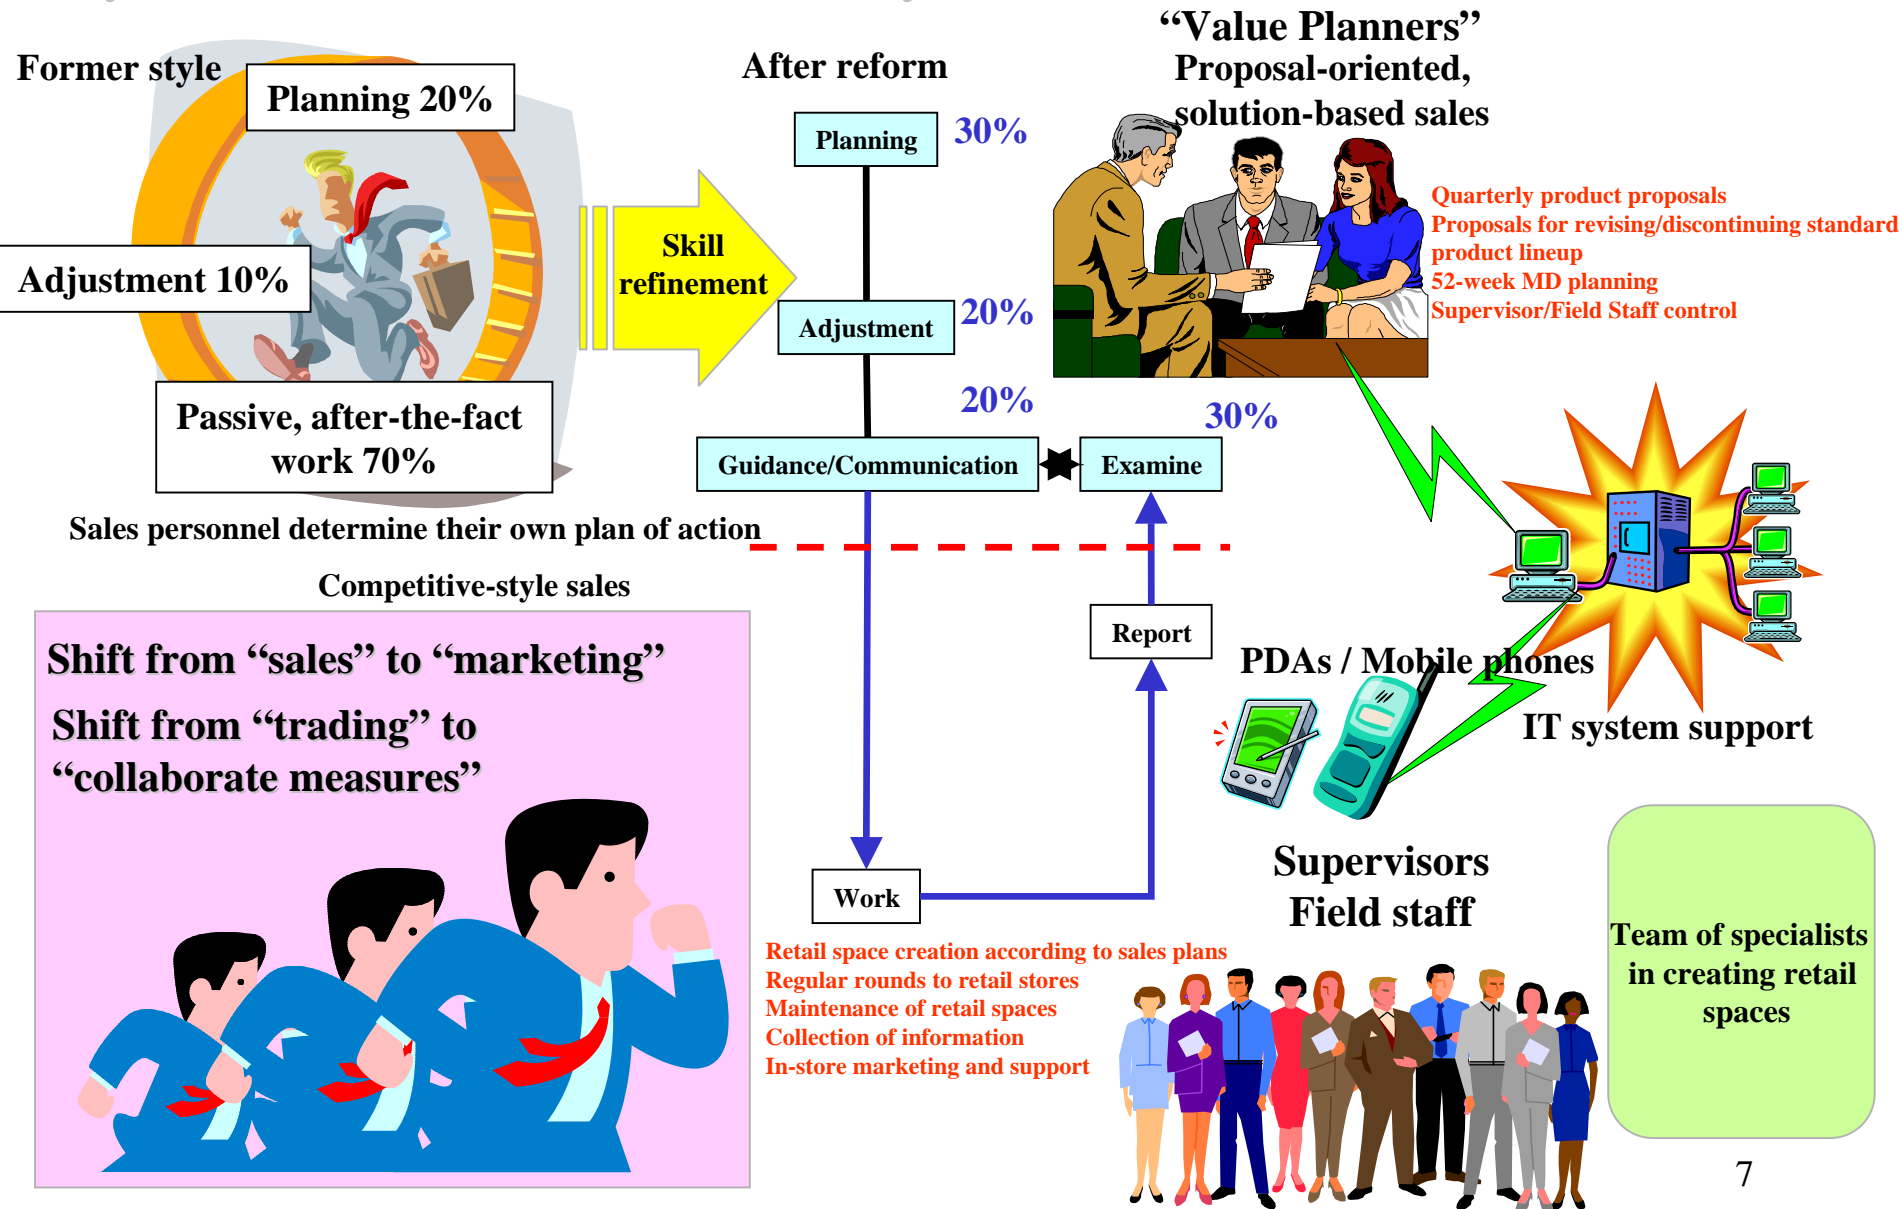 “Value Planners”
Proposal-oriented,
solution-based sales
Former style
Planning 20%
Adjustment 10%
Passive, after-the-fact
work 70%
Sales personnel determine their own plan of action
Competitive-style sales
Skill
refinement
After reform
Planning
30%
Adjustment
20%
20%
30%
Guidance/Communication
Examine
Report
Work
Quarterly product proposals
Proposals for revising/discontinuing standard
product lineup
52-week MD planning
Supervisor/Field Staff control
PDAs / Mobile phones
IT system support
Shift from “sales” to “marketing”
Shift from “trading” to
“collaborate measures”
Retail space creation according to sales plans
Regular rounds to retail stores
Maintenance of retail spaces
Collection of information
In-store marketing and support
Supervisors
Field staff
Team of specialists
in creating retail
spaces
7